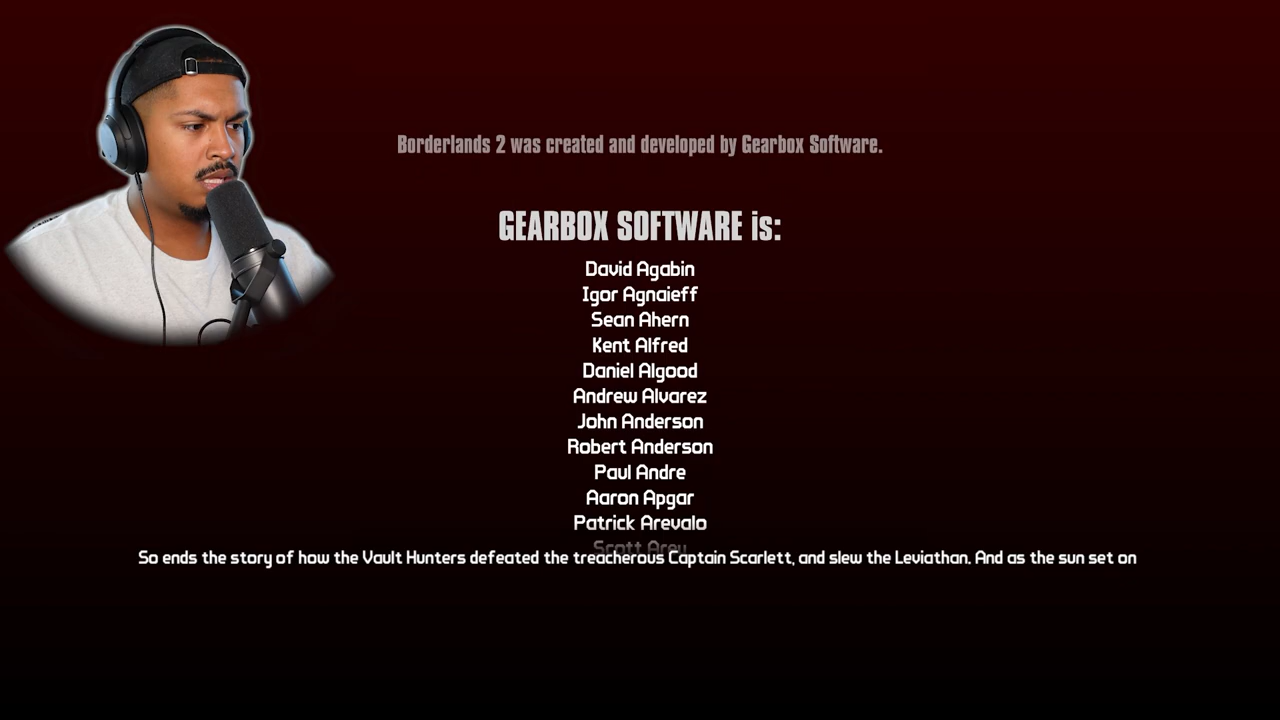 Borderlands 2 was created and developed by Gearbox Software.
GEARBOX SOFTWARE is:
David Agabin
Igor Agnaieff
Sean Ahern
Kent Alfred
Daniel Algood
Andrew Alvarez
John Anderson
Robert Anderson
Paul Andre
Aaron Apgar
Patrick Arevalo
Scott
So ends the story of how the Vault Hunters defeated the treacherous Captain Scarlett, and slew the Leviathan. And as the sun set on